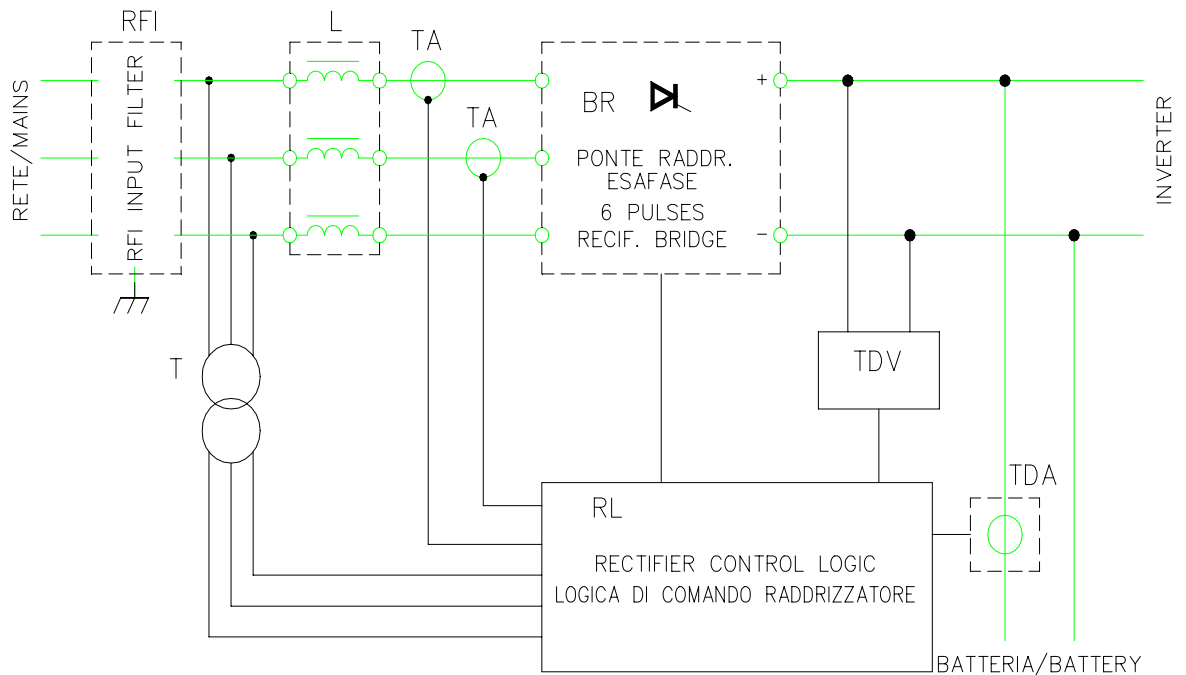 RFI
L
TA
TA
RETE/MAINS
RFI INPUT FILTER
BR
+
PONTE RADDR.
ESAFASE
6 PULSES
RECIF. BRIDGE
-
INVERTER
T
TDV
TDA
RL
RECTIFIER CONTROL LOGIC
LOGICA DI COMANDO RADDRIZZATORE
BATTERIA/BATTERY